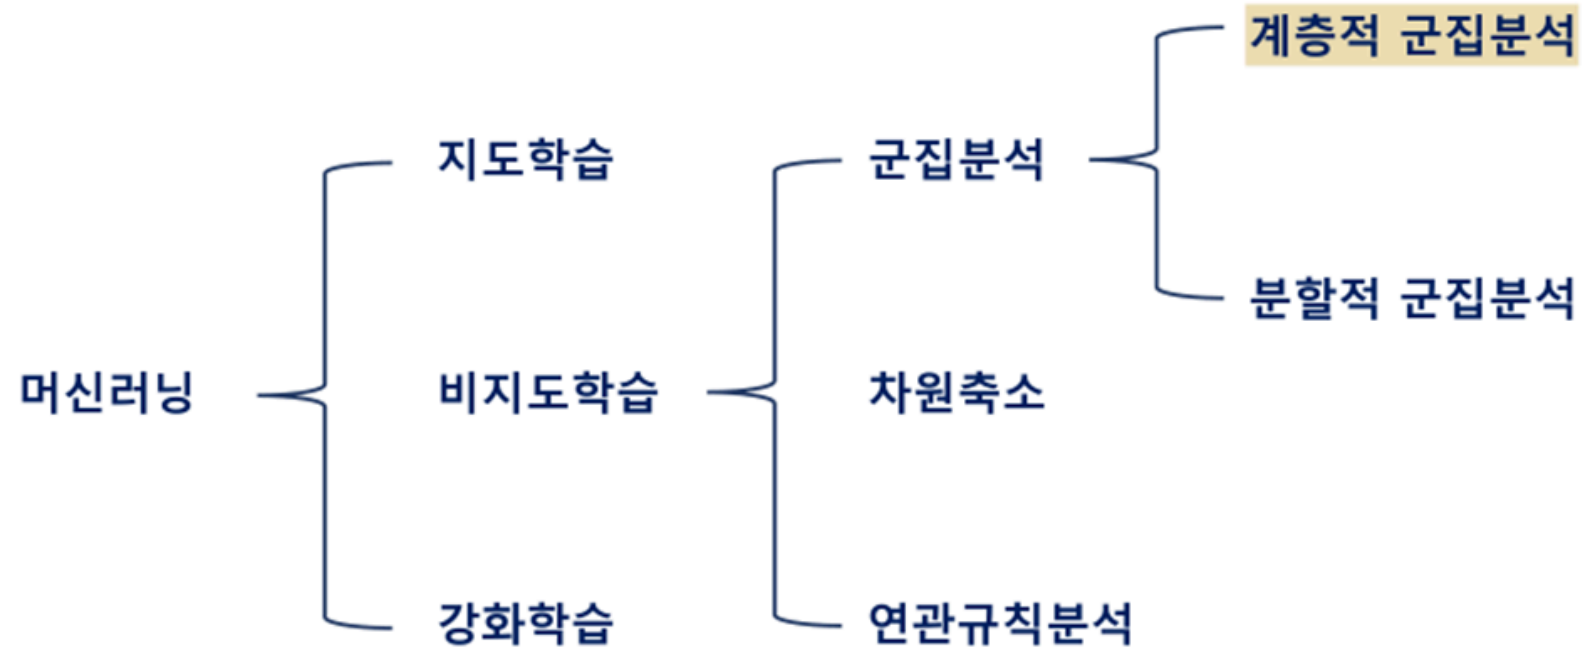 계층적 군집분석
지도학습
군집분석
분할적 군집분석
머신러닝
비지도학습
차원축소
강화학습
연관규칙분석